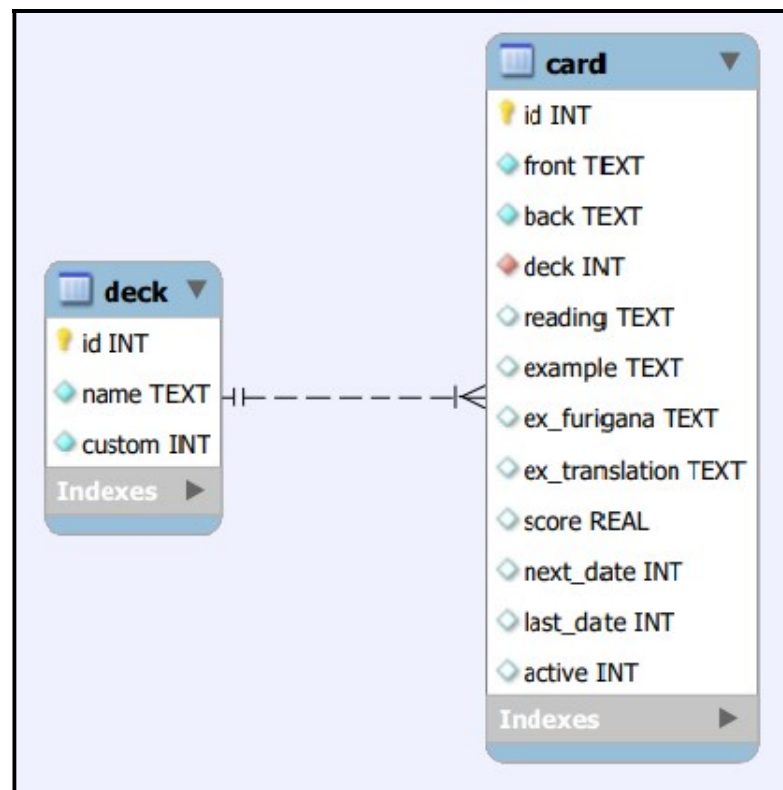 deck
id INT
name TEXT
custom INT
Indexes
card
id INT
front TEXT
back TEXT
deck INT
reading TEXT
example TEXT
ex_furigana TEXT
ex_translation TEXT
score REAL
next_date INT
last_date INT
active INT
Indexes